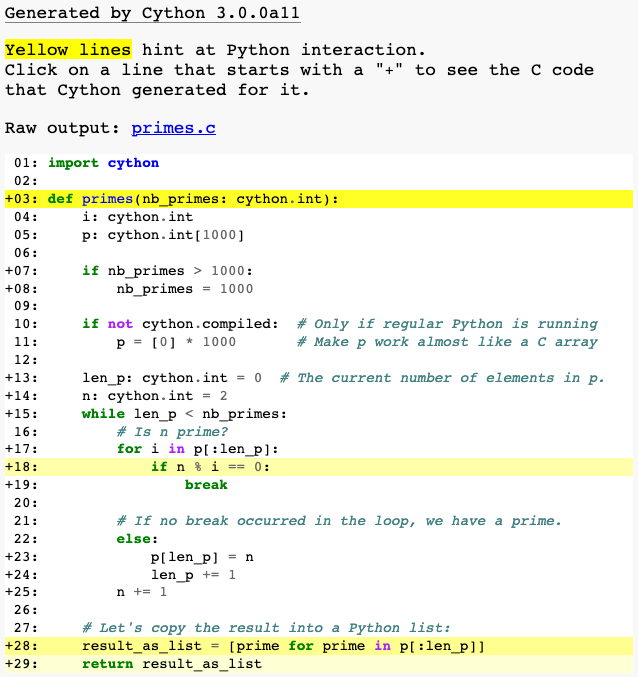 Generated by Cython 3.0.0a11
Yellow lines hint at Python interaction.
Click on a line that starts with a "+" to see the C code
that Cython generated for it.
Raw output: primes.c
 01: import cython
 02:
+03: def primes(nb_primes: cython.int):
 04:     i: cython.int
 05:     p: cython.int[1000]
 06:
+07:     if nb_primes > 1000:
+08:         nb_primes = 1000
 09:
 10:     if not cython.compiled:  # Only if regular Python is running
 11:         p = [0] * 1000       # Make p work almost like a C array
 12:
+13:     len_p: cython.int = 0  # The current number of elements in p.
+14:     n: cython.int = 2
+15:     while len_p < nb_primes:
 16:         # Is n prime?
+17:         for i in p[:len_p]:
+18:             if n % i == 0:
+19:                 break
 20:
 21:         # If no break occurred in the loop, we have a prime.
 22:         else:
+23:             p[len_p] = n
+24:             len_p += 1
+25:         n += 1
 26:
 27:     # Let's copy the result into a Python list:
+28:     result_as_list = [prime for prime in p[:len_p]]
+29:     return result_as_list